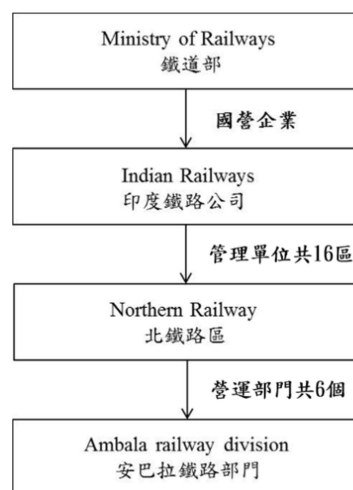 Ministry of Railways
鐵道部
國營企業
Indian Railways
印度鐵路公司
管理單位共16區
Northern Railway
北鐵路區
營運部門共6個
Ambala railway division
安巴拉鐵路部門